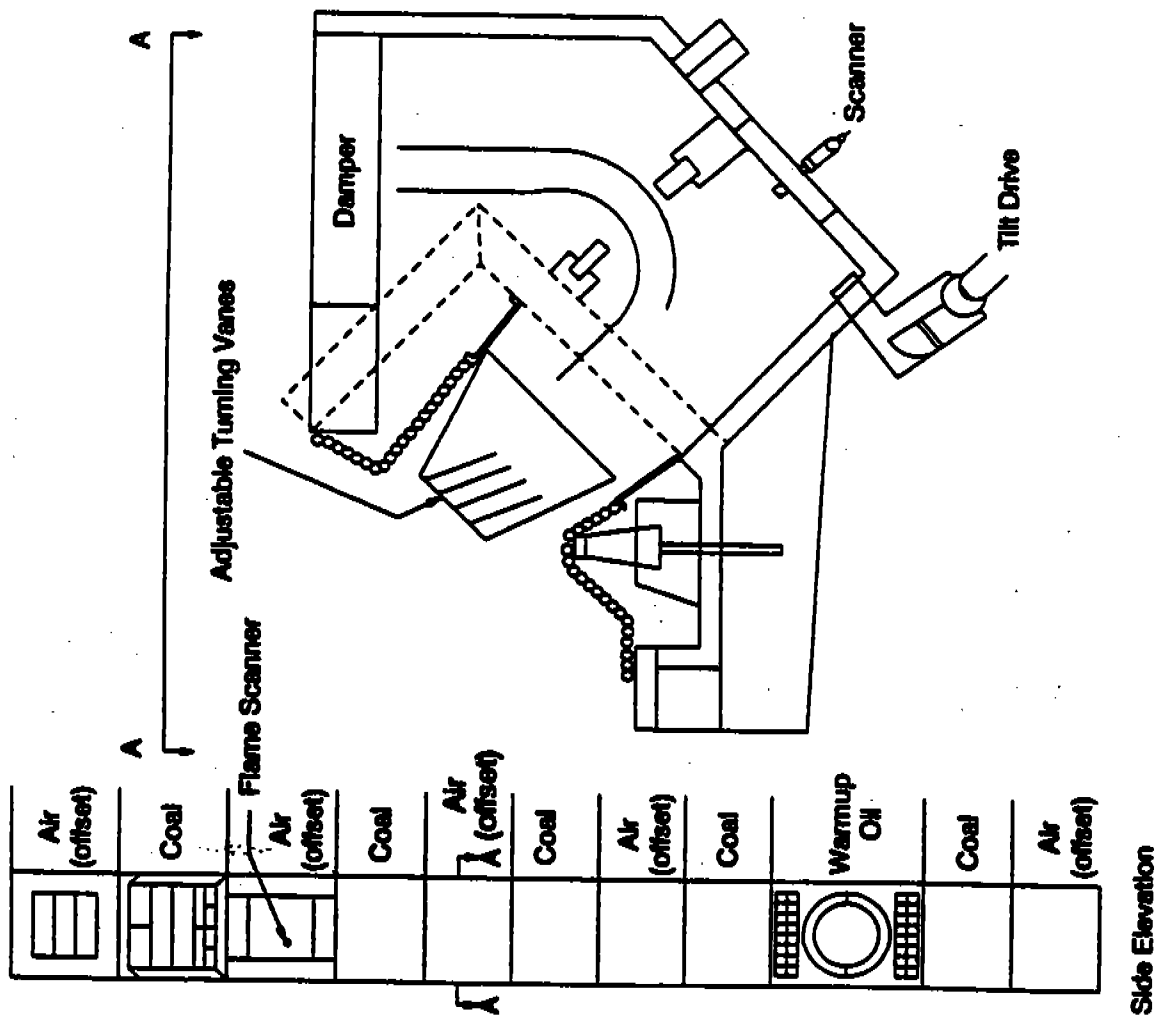 Air
(offset)
Coal
Flame Scanner
Air
(offset)
Coal
A
A
Air
(offset)
Coal
Air
(offset)
Coal
Warmup
Oil
Coal
Air
(offset)
Side Elevation
A
A
Adjustable Turning Vanes
Damper
Scanner
Tilt Drive